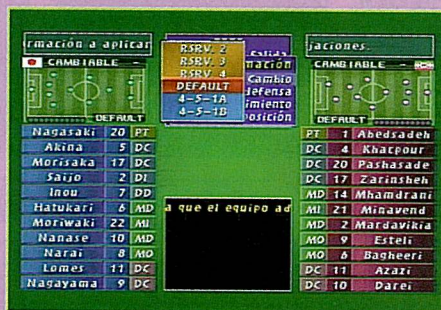 rmación a aplicar
jaciones.
CAMBIABLE
DEFAULT
RSRV. 2
RSRV. 3
RSRV. 4
DEFAULT
4-5-1A
4-5-1B
Salida
mación
Cambio
defensa
imiento
posición
CAMBIABLE
DEFAULT
Nagasaki 20 PT
Akina 5 DC
Morisaka 17 DC
Saijo 2 DI
Inou 7 DD
Hatukari 6 MD
Moriwaki 22 MI
Nanase 10 MD
Narai 8 MO
Lomes 11 DC
Nagayama 9 DC
a que el equipo ad
PT 1 Abedsadeh
DC 4 Khacpour
DC 20 Pashasade
DC 17 Zarinsheh
MD 14 Mhamdrani
MI 21 Minavend
MD 2 Mardavikia
MO 9 Esteli
MO 6 Bagheeri
DC 11 Azazi
DC 10 Darei